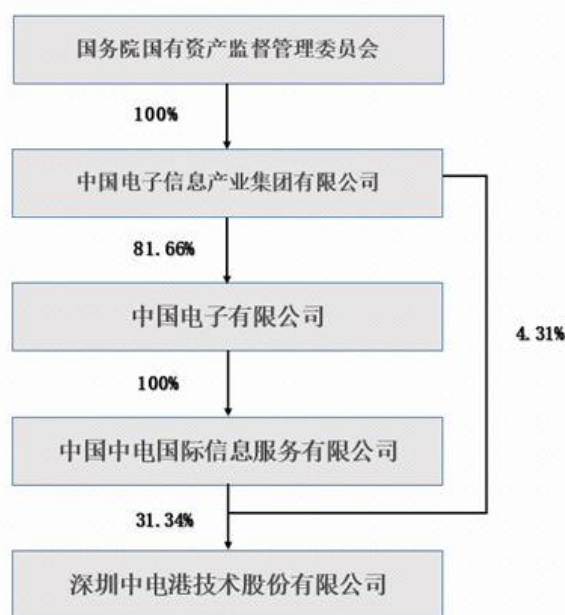 国务院国有资产监督管理委员会
100%
中国电子信息产业集团有限公司
81.66%
中国电子有限公司
4.31%
100%
中国中电国际信息服务有限公司
31.34%
深圳中电港技术股份有限公司